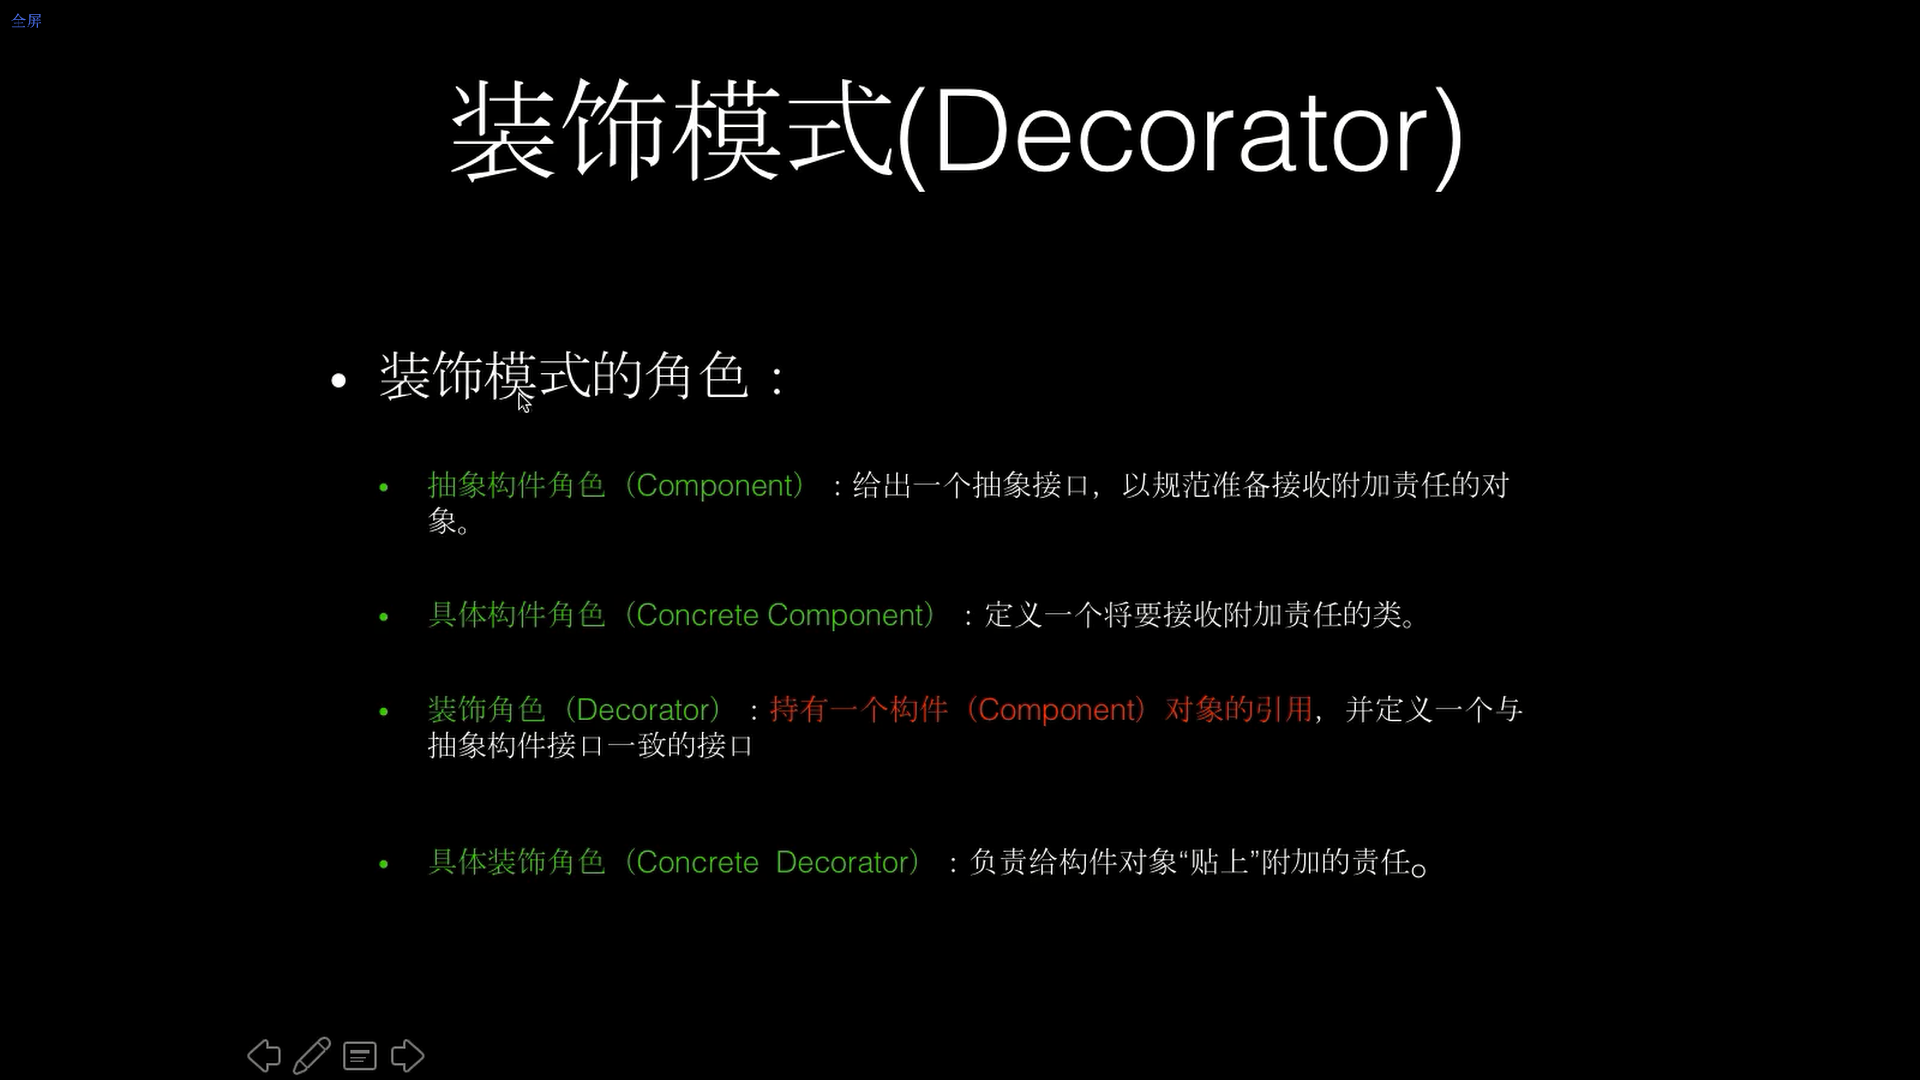 全屏
装饰模式(Decorator)
• 装饰模式的角色：
• 抽象构件角色（Component）：给出一个抽象接口，以规范准备接收附加责任的对
象。
• 具体构件角色（Concrete Component）：定义一个将要接收附加责任的类。
• 装饰角色（Decorator）：持有一个构件（Component）对象的引用，并定义一个与
抽象构件接口一致的接口
• 具体装饰角色（Concrete  Decorator）：负责给构件对象“贴上”附加的责任。